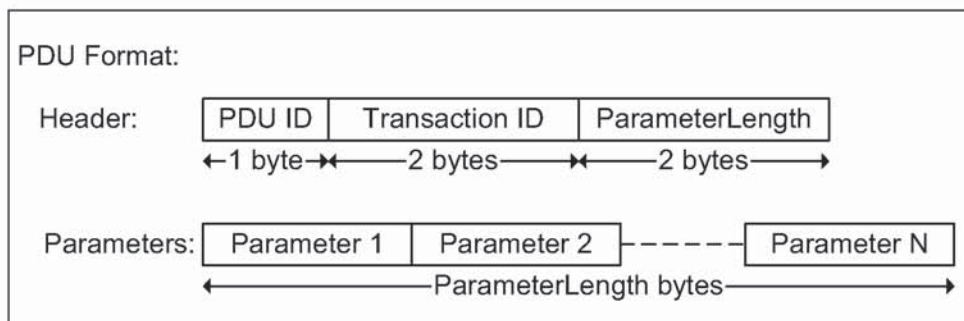 PDU Format:
Header: PDU ID Transaction ID ParameterLength
1 byte 2 bytes 2 bytes
Parameters: Parameter 1 Parameter 2 Parameter N
ParameterLength bytes